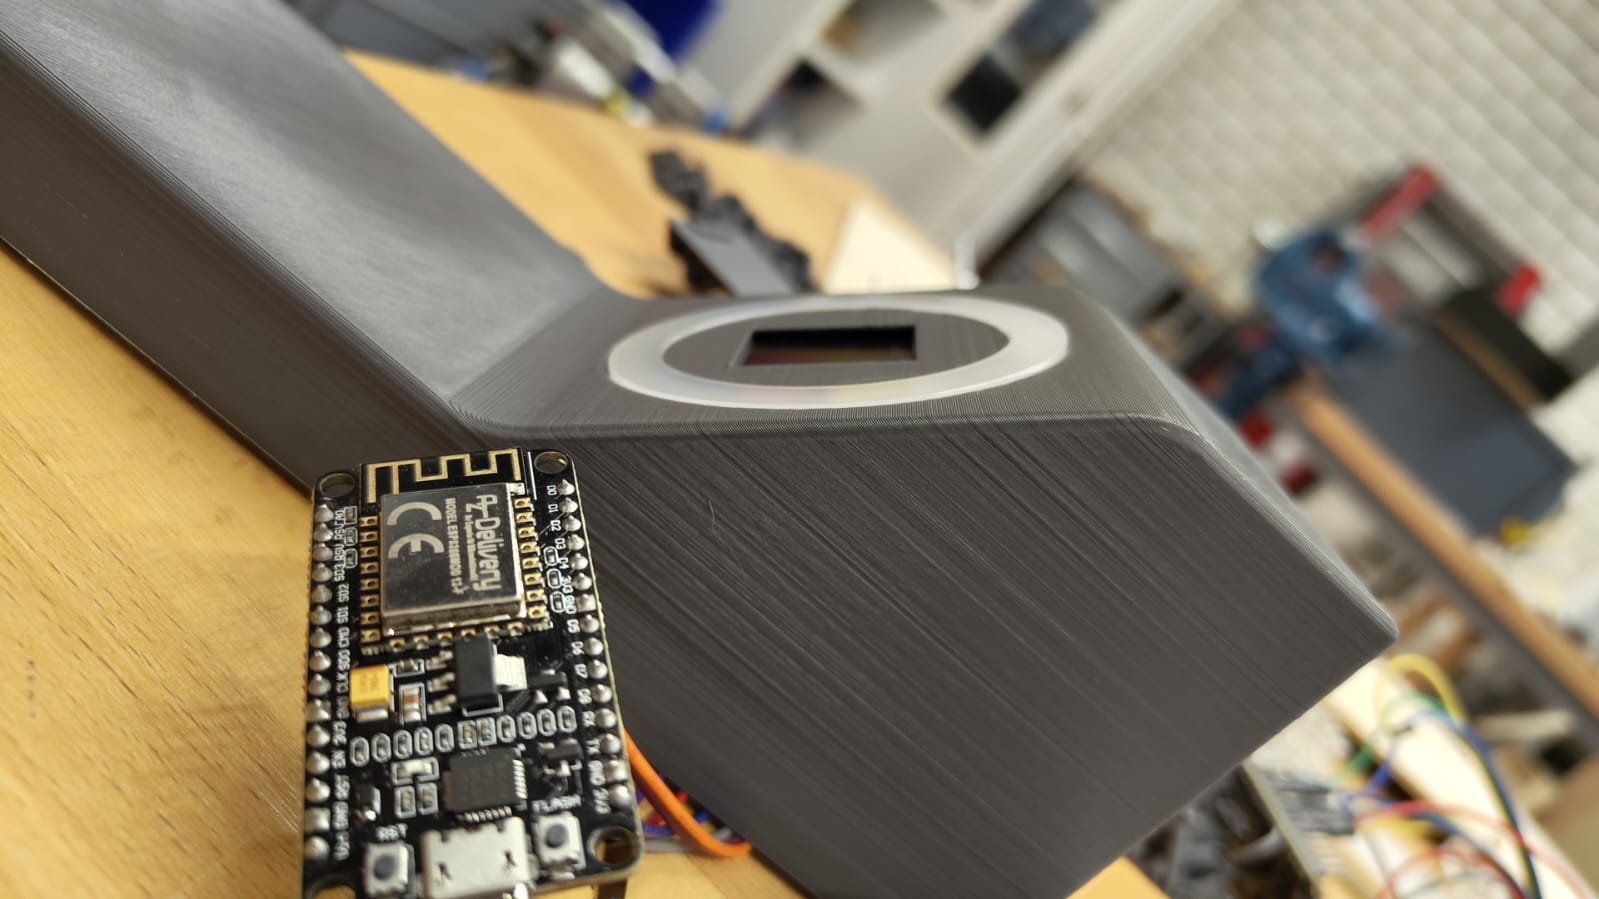 AZ-Delivery
MODEL ESP8266MOD 12-F
CE
D0
D1
D2
D3
D4
3V3
GND
D5
D6
D7
D8
RX
TX
GND
3V3
A0
RSV
RSV
SD3
SD2
SD1
CMD
SD0
CLK
GND
3V3
EN
RST
GND
Vin
FLASH
RST